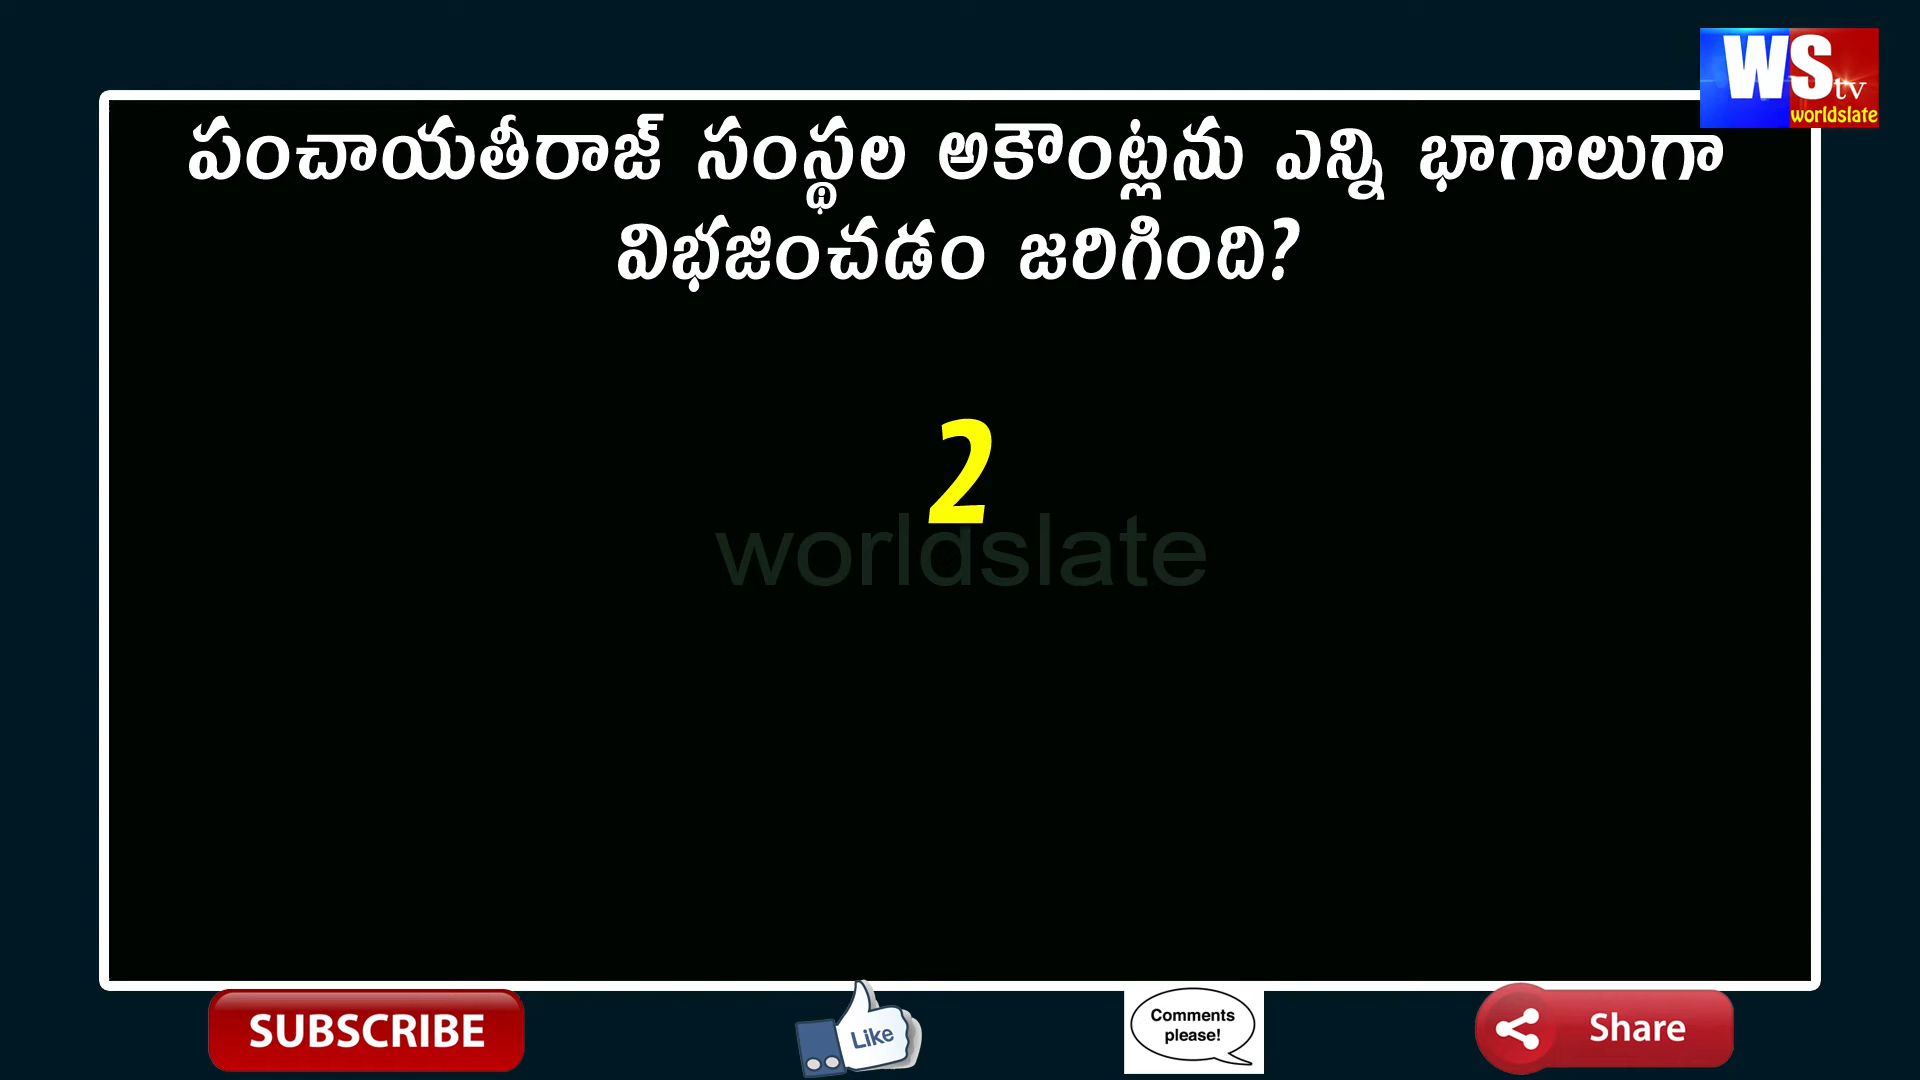 WS tv
worldslate
పంచాయతీరాజ్ సంస్థల అకౌంట్లను ఎన్ని భాగాలుగా
విభజించడం జరిగింది?
2
worldslate
SUBSCRIBE
Like
Comments
please!
Share